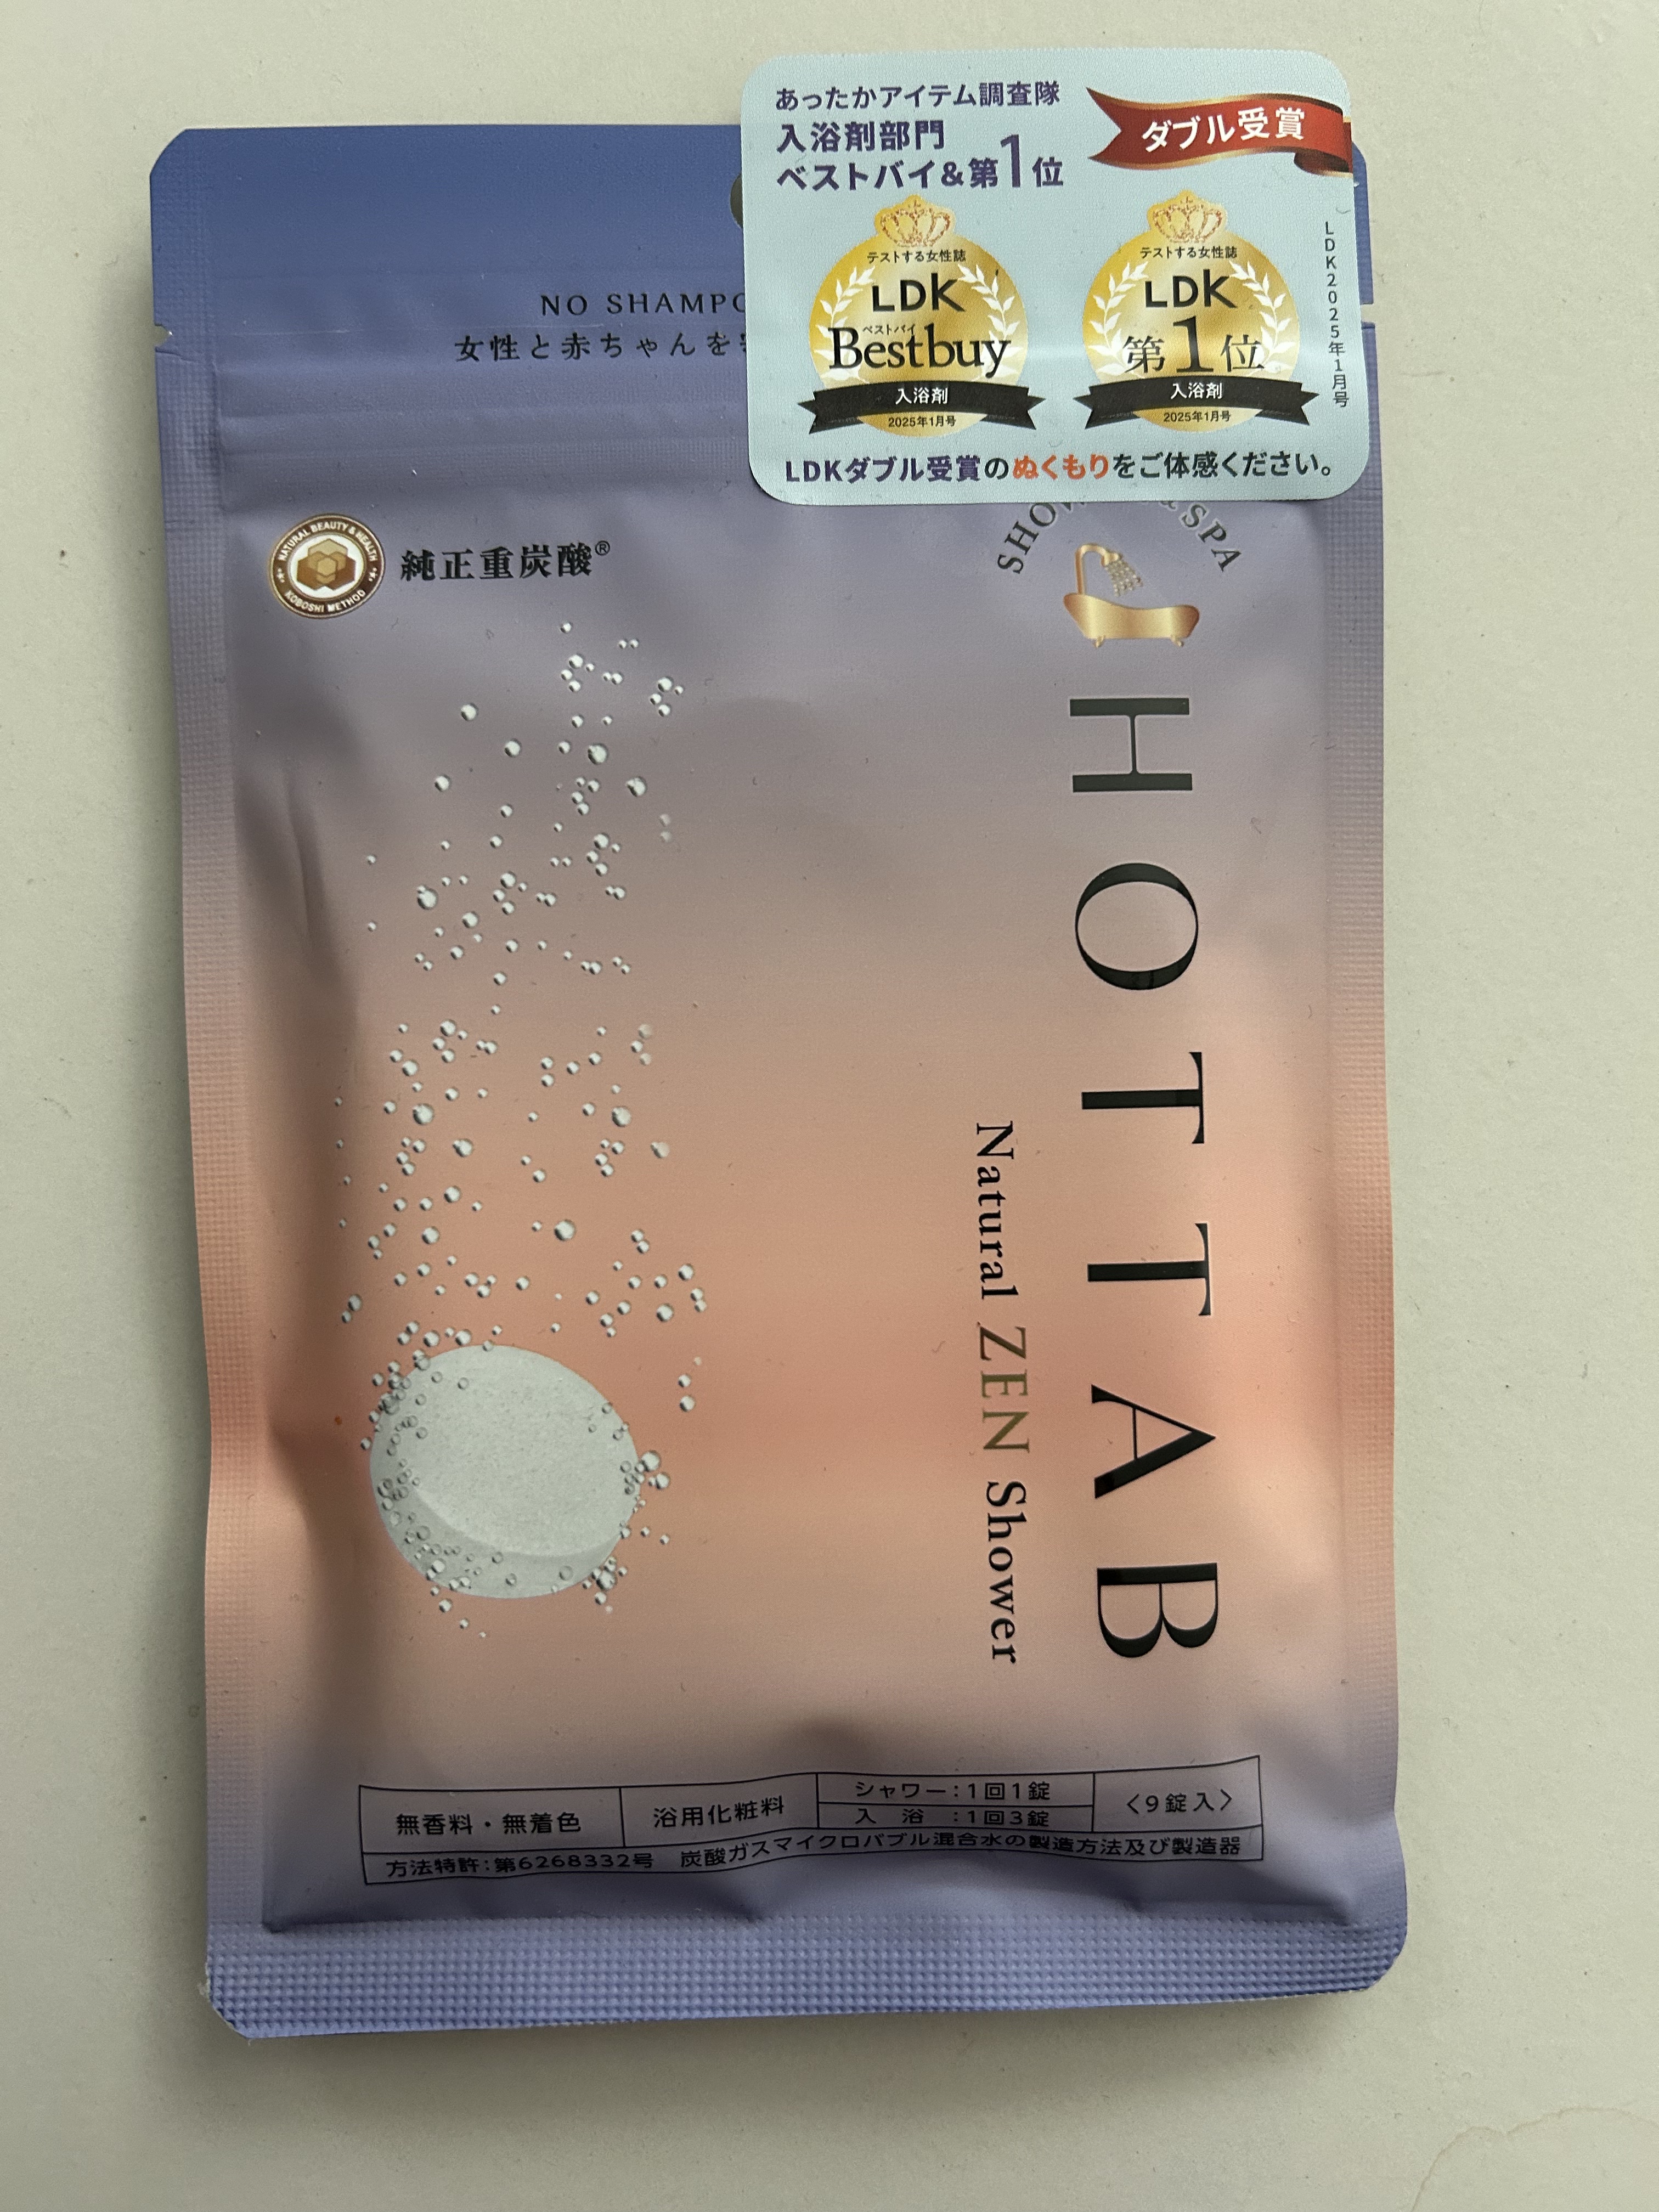 あったかアイテム調査隊
入浴剤部門
ベストバイ&第1位
ダブル受賞
テストする女性誌
LDK
ベストバイ
Bestbuy
入浴剤
2025年1月号
テストする女性誌
LDK
第1位
入浴剤
2025年1月号
LDK2025年1月号
LDKダブル受賞のぬくもりをご体感ください。
NO
女性と赤ちゃんを
NATURAL BEAUTY & HEALTH
KOBOSHI METHOD
純正重炭酸®
&SPA
HOT TAB
Natural ZEN Shower
無香料・無着色
浴用化粧料
シャワー:1回1錠
入 浴 :1回3錠
〈9錠入〉
方法特許:第6268332号 炭酸ガスマイクロバブル混合水の製造方法及び製造器